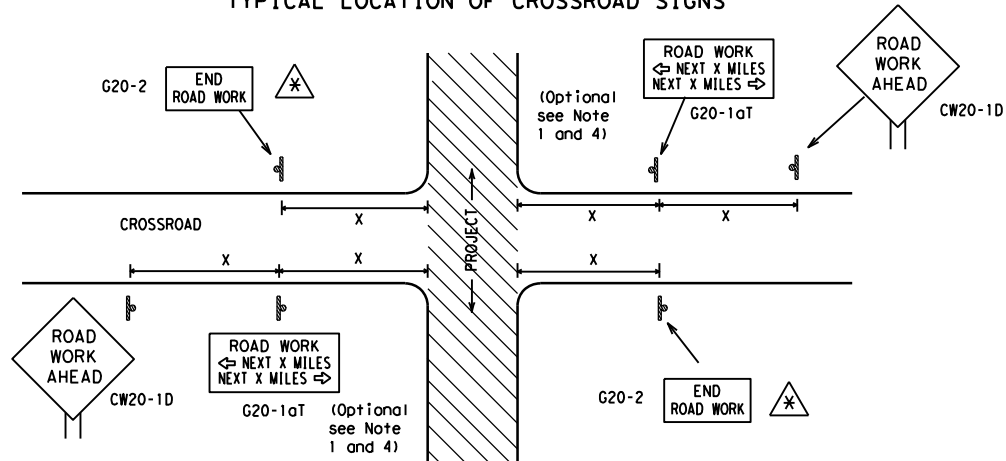 TYPICAL LOCATION OF CROSSROAD SIGNS
G20-2
END
ROAD WORK
*
(Optional
see Note
1 and 4)
ROAD WORK
⇦ NEXT X MILES
NEXT X MILES ⇨
G20-1aT
ROAD
WORK
AHEAD
CW20-1D
X
X
X
CROSSROAD
PROJECT
X
X
X
ROAD
WORK
AHEAD
CW20-1D
ROAD WORK
⇦ NEXT X MILES
NEXT X MILES ⇨
G20-1aT
(Optional
see Note
1 and 4)
G20-2
END
ROAD WORK
*